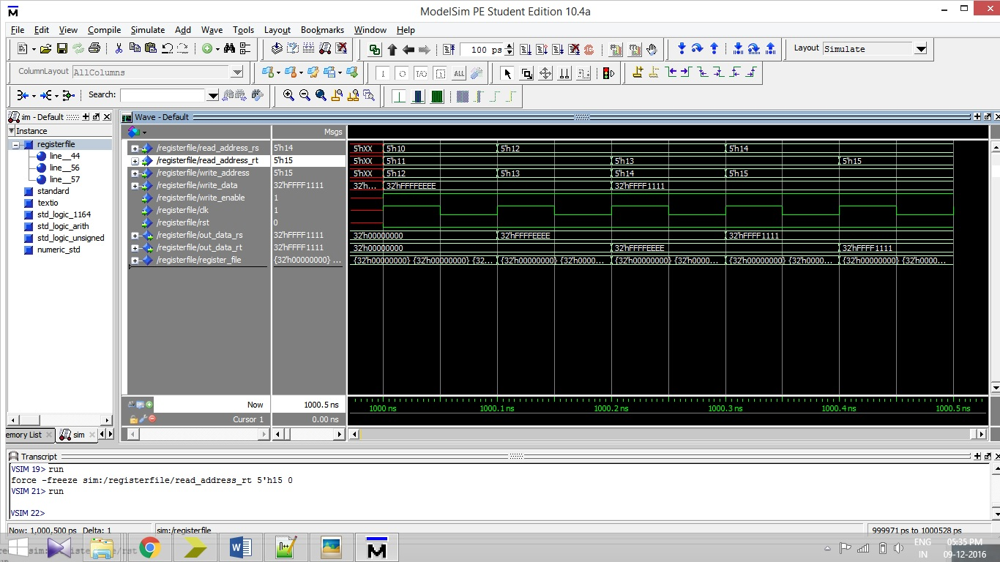 ModelSim PE Student Edition 10.4a
File Edit View Compile Simulate Add Wave Tools Layout Bookmarks Window Help
100 ps
Layout Simulate
ColumnLayout AllColumns
ALL
Search:
sim - Default
Wave - Default
Instance
Msgs
registerfile
line__44
line__56
line__57
standard
textio
std_logic_1164
std_logic_arith
std_logic_unsigned
numeric_std
/registerfile/read_address_rs 5'h14 5'hXX 5'h10 5'h12 5'h14
/registerfile/read_address_rt 5'h15 5'hXX 5'h11 5'h13 5'h15
/registerfile/write_address 5'h15 5'hXX 5'h12 5'h13 5'h14 5'h15
/registerfile/write_data 32'hFFFF1111 32'h... 32'hFFFFEEEE 32'hFFFF1111
/registerfile/write_enable 1
/registerfile/clk 1
/registerfile/rst 0
/registerfile/out_data_rs 32'hFFFF1111 32'h00000000 32'hFFFFEEEE 32'hFFFF1111
/registerfile/out_data_rt 32'hFFFF1111 32'h00000000 32'hFFFFEEEE 32'hFFFF1111
/registerfile/register_file {32'h00000000} ... {32'h00000000} {32'h00000000} {32... {32'h00000000} {32'h0000... {32'h00000000} {32'h0000... {32'h00000000} {32'h0000... {32'h00000000} {32'h0000...
Now 1000.5 ns
Cursor 1 0.00 ns
1000 ns 1000.1 ns 1000.2 ns 1000.3 ns 1000.4 ns 1000.5 ns
emory List sim
Transcript
VSIM 19> run
force -freeze sim:/registerfile/read_address_rt 5'h15 0
VSIM 21> run
VSIM 22>
Now: 1,000,500 ps Delta: 1 sim:/registerfile 999971 ps to 1000528 ps
ENG
IN
05:35 PM
09-12-2016